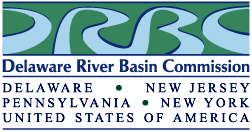 DRBC
Delaware River Basin Commission
DELAWARE • NEW JERSEY
PENNSYLVANIA • NEW YORK
UNITED STATES OF AMERICA